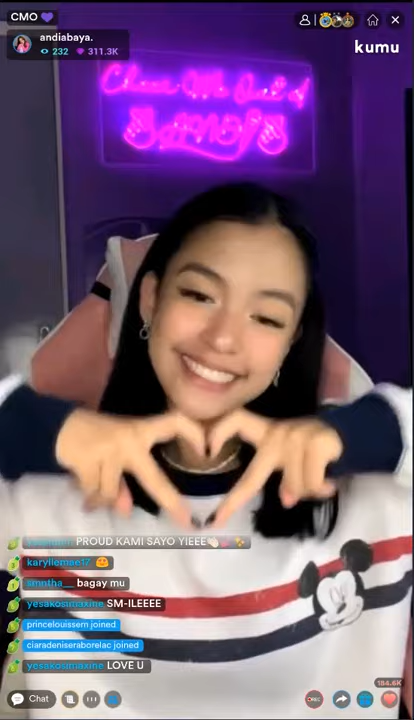 CMO 💜
andiabaya.
232 311.3K
kumu
PROUD KAMI SAYO YIEEE
karyllemae17 🤗
bagay mu
yesakosimaxine SM-ILEEEE
princelouissem joined
ciaradeniseraborelac joined
yesakosimaxine LOVE U
184.6K
Chat
REC